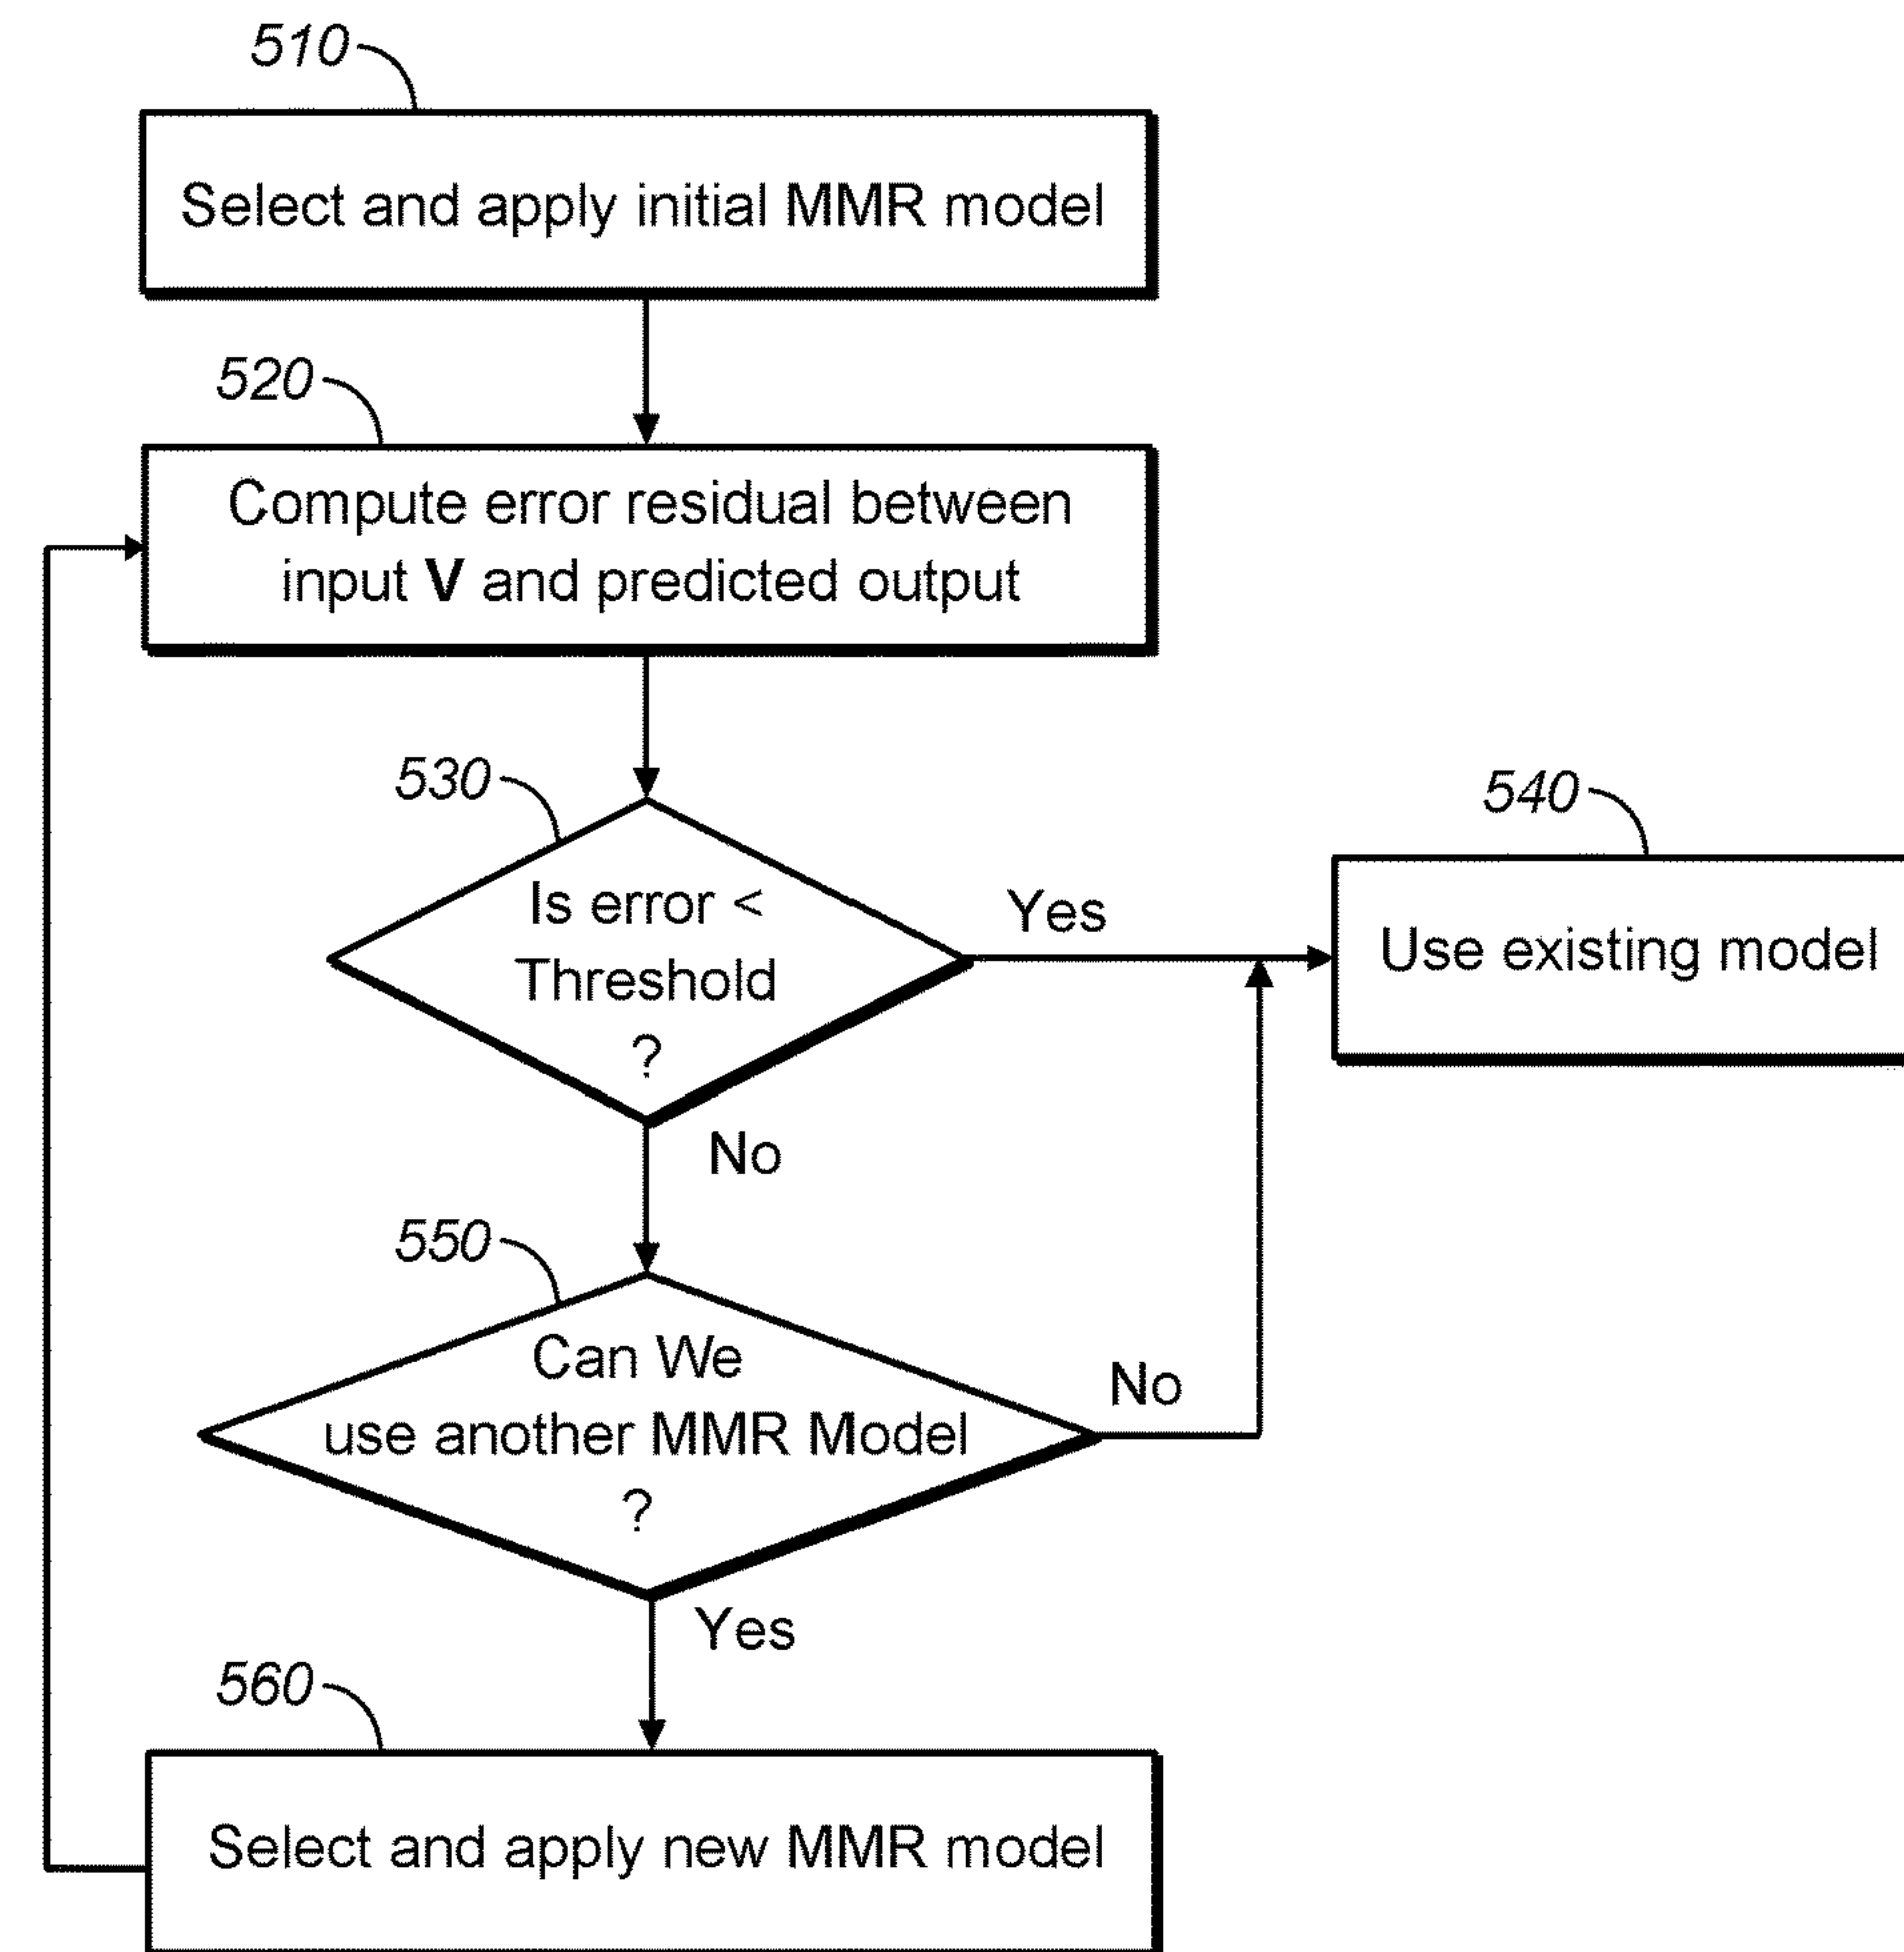 510
Select and apply initial MMR model
520
Compute error residual between
input V and predicted output
530
Is error <
Threshold
?
Yes
540
Use existing model
No
550
Can We
use another MMR Model
?
No
Yes
560
Select and apply new MMR model